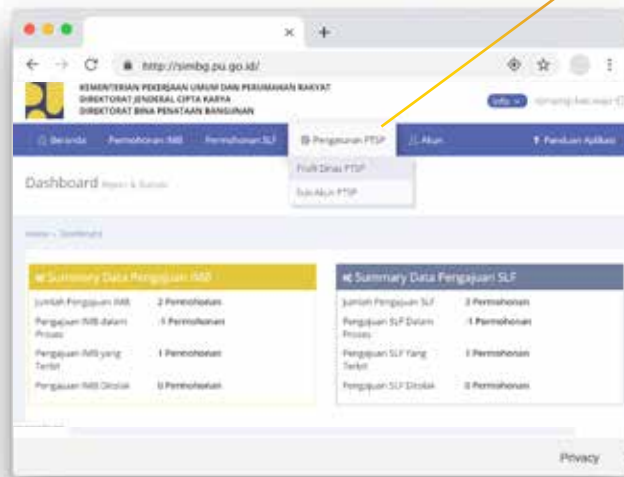 http://simbg.pu.go.id/
KEMENTERIAN PEKERJAAN UMUM DAN PERUMAHAN RAKYAT
DIREKTORAT JENDERAL CIPTA KARYA
DIREKTORAT BINA PENATAAN BANGUNAN
Info
Beranda Permohonan IMB Permohonan SLF Pengaturan PTSP Akun Panduan Aplikasi
Profil Dinas PTSP
Sub Akun PTSP
Dashboard
Home Dashboard
Summary Data Pengajuan IMB
Jumlah Pengajuan IMB 2 Permohonan
Pengajuan IMB dalam Proses -1 Permohonan
Pengajuan IMB yang Terbit 1 Permohonan
Pengajuan IMB Ditolak 0 Permohonan
Summary Data Pengajuan SLF
Jumlah Pengajuan SLF 2 Permohonan
Pengajuan SLF Dalam Proses -1 Permohonan
Pengajuan SLF Yang Terbit 1 Permohonan
Pengajuan SLF Ditolak 0 Permohonan
Privacy